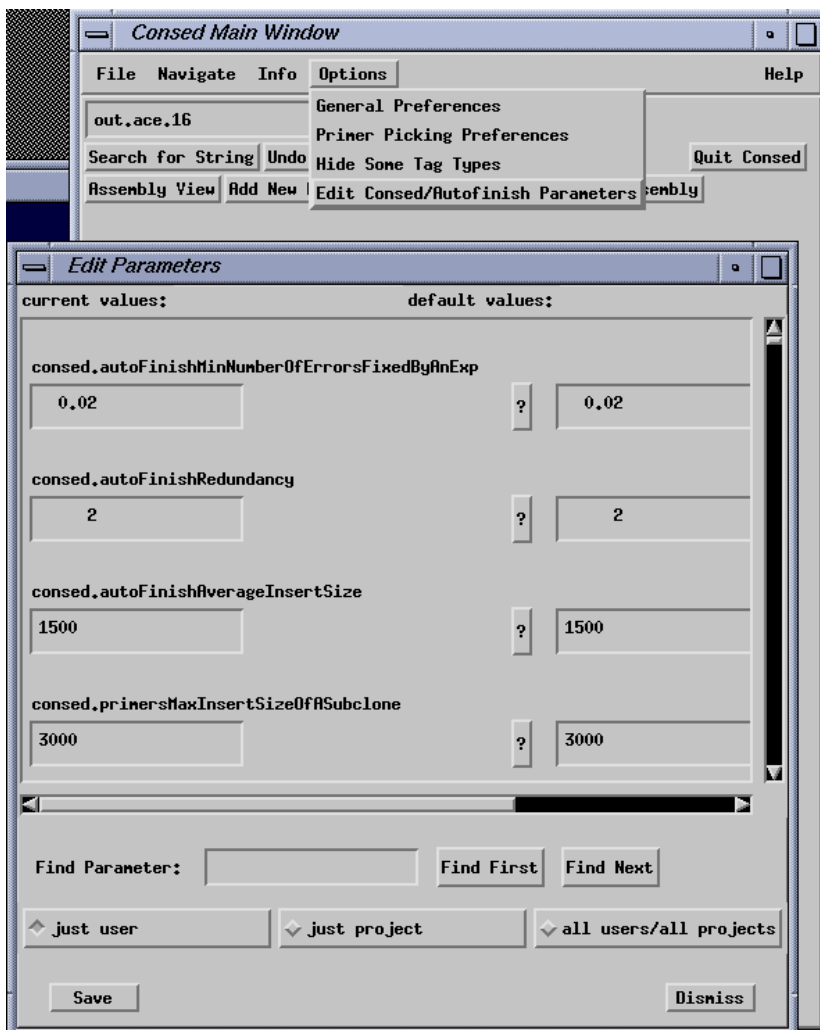 Consed Main Window
File Navigate Info Options Help
General Preferences
out.ace.16
Primer Picking Preferences
Search for String Undo Hide Some Tag Types Quit Consed
Assembly View Add New Edit Consed/Autofinish Parameters sembly
Edit Parameters
current values: default values:
consed.autoFinishMinNumberOfErrorsFixedByAnExp
0.02 ? 0.02
consed.autoFinishRedundancy
2 ? 2
consed.autoFinishAverageInsertSize
1500 ? 1500
consed.primersMaxInsertSizeOfASubclone
3000 ? 3000
Find Parameter: Find First Find Next
just user just project all users/all projects
Save Dismiss